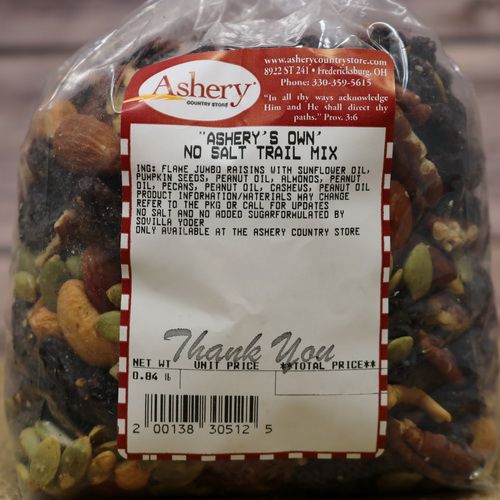 Ashery
COUNTRY STORE
www.asherycountrystore.com
8922 ST 241 • Fredericksburg, OH
Phone: 330-359-5615
"In all thy ways acknowledge
Him and He shall direct thy
paths." Prov. 3:6
"ASHERY'S OWN'
NO SALT TRAIL MIX
ING: FLAME JUMBO RAISINS WITH SUNFLOWER OIL,
PUMPKIN SEEDS, PEANUT OIL, ALMONDS, PEANUT
OIL, PECANS, PEANUT OIL, CASHEWS, PEANUT OIL
PRODUCT INFORMATION/MATERIALS MAY CHANGE
REFER TO THE PKG OR CALL FOR UPDATES
NO SALT AND NO ADDED SUGARFORMULATED BY
SOVILLA YODER
ONLY AVAILABLE AT THE ASHERY COUNTRY STORE
Thank You
NET WT UNIT PRICE **TOTAL PRICE**
0.84 lb
2 00138 30512 5